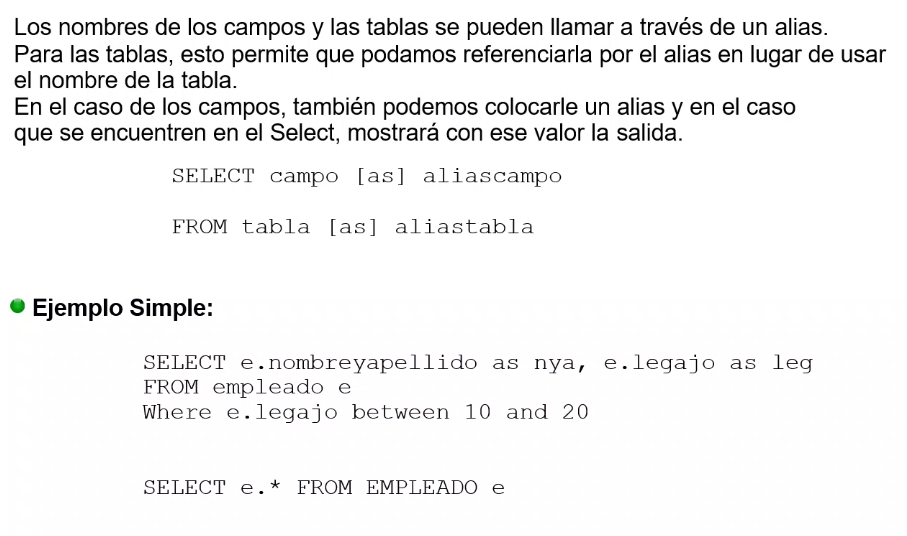 Los nombres de los campos y las tablas se pueden llamar a través de un alias.
Para las tablas, esto permite que podamos referenciarla por el alias en lugar de usar
el nombre de la tabla.
En el caso de los campos, también podemos colocarle un alias y en el caso
que se encuentren en el Select, mostrará con ese valor la salida.
SELECT campo [as] aliascampo
FROM tabla [as] aliastabla
Ejemplo Simple:
SELECT e.nombreyapellido as nya, e.legajo as leg
FROM empleado e
Where e.legajo between 10 and 20
SELECT e.* FROM EMPLEADO e